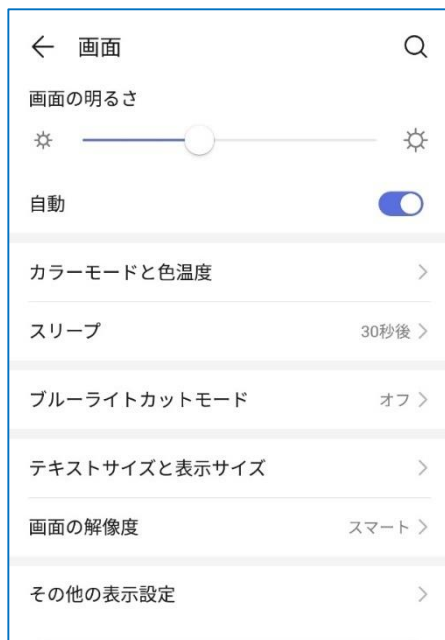 画面
画面の明るさ
自動
カラーモードと色温度
スリープ 30秒後
ブルーライトカットモード オフ
テキストサイズと表示サイズ
画面の解像度 スマート
その他の表示設定